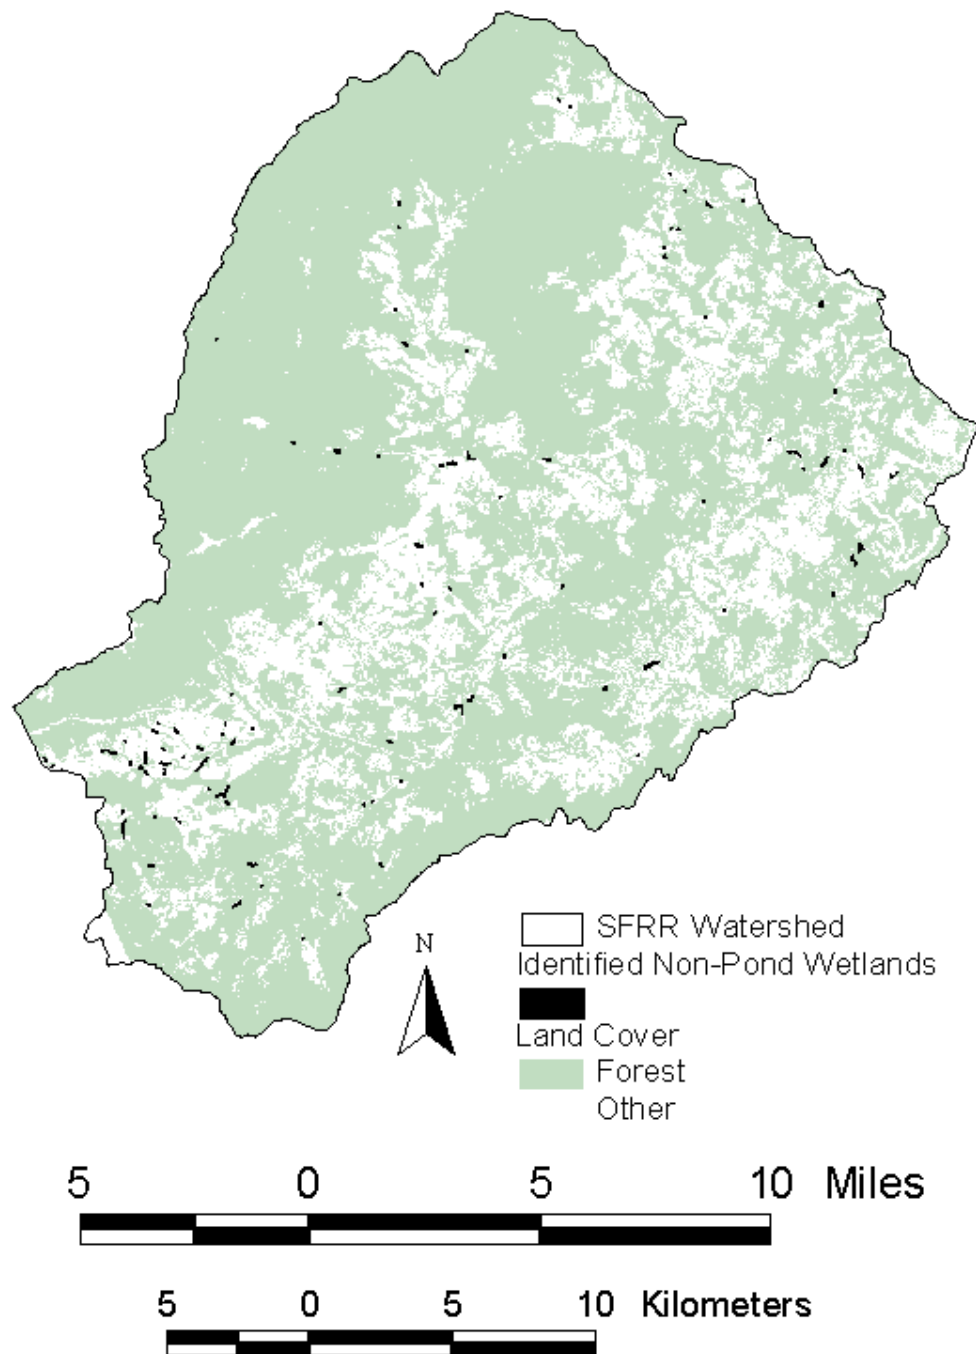 N
SFRR Watershed
Identified Non-Pond Wetlands
Land Cover
Forest
Other
5 0 5 10 Miles
5 0 5 10 Kilometers